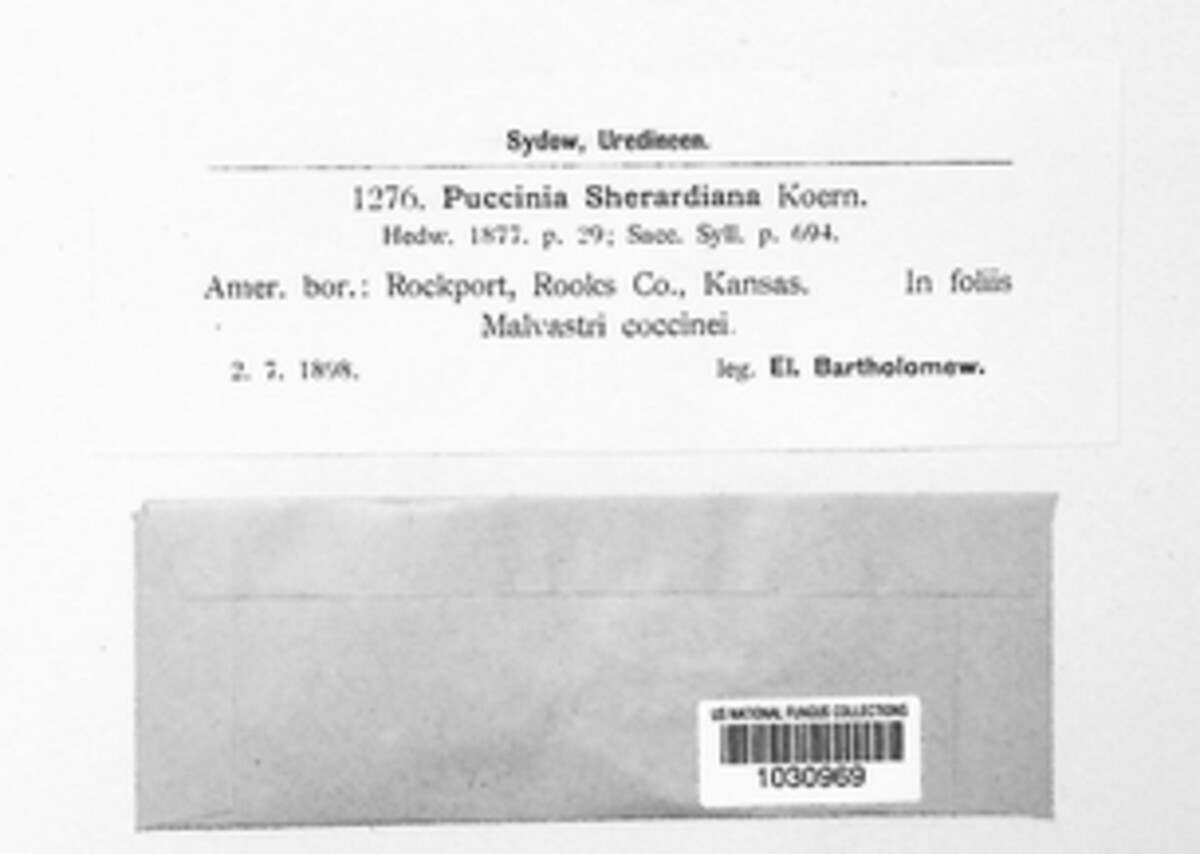 Sydow, Uredineen.
1276. Puccinia Sherardiana Koern.
Hedw. 1877. p. 29; Sacc. Syll. p. 694.
Amer. bor.: Rockport, Rooks Co., Kansas. In foliis
Malvastri coccinei.
2. 7. 1898. leg. El. Bartholomew.
US NATIONAL FUNGUS COLLECTIONS
1030969